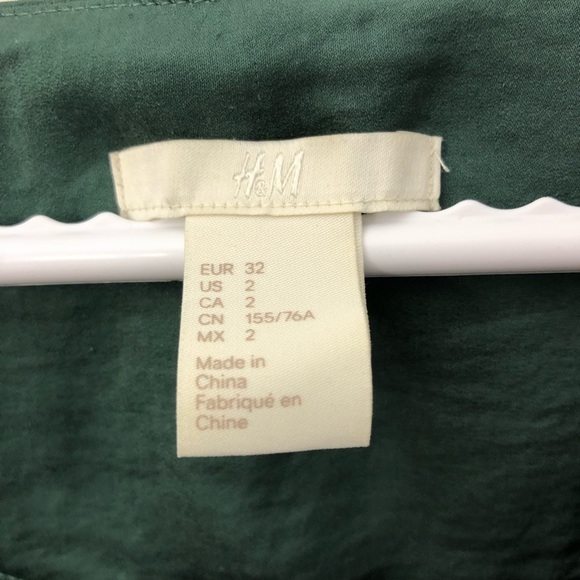 H&M
EUR 32
US 2
CA 2
CN 155/76A
MX 2
Made in
China
Fabriqué en
Chine